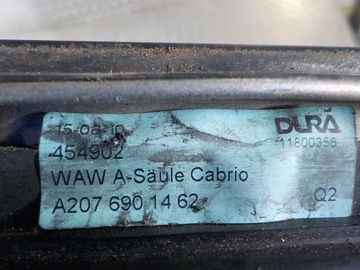 15-06-10
DURA
454902
11800356
WAW A-Säule Cabrio
A207 690 14 62
Q2